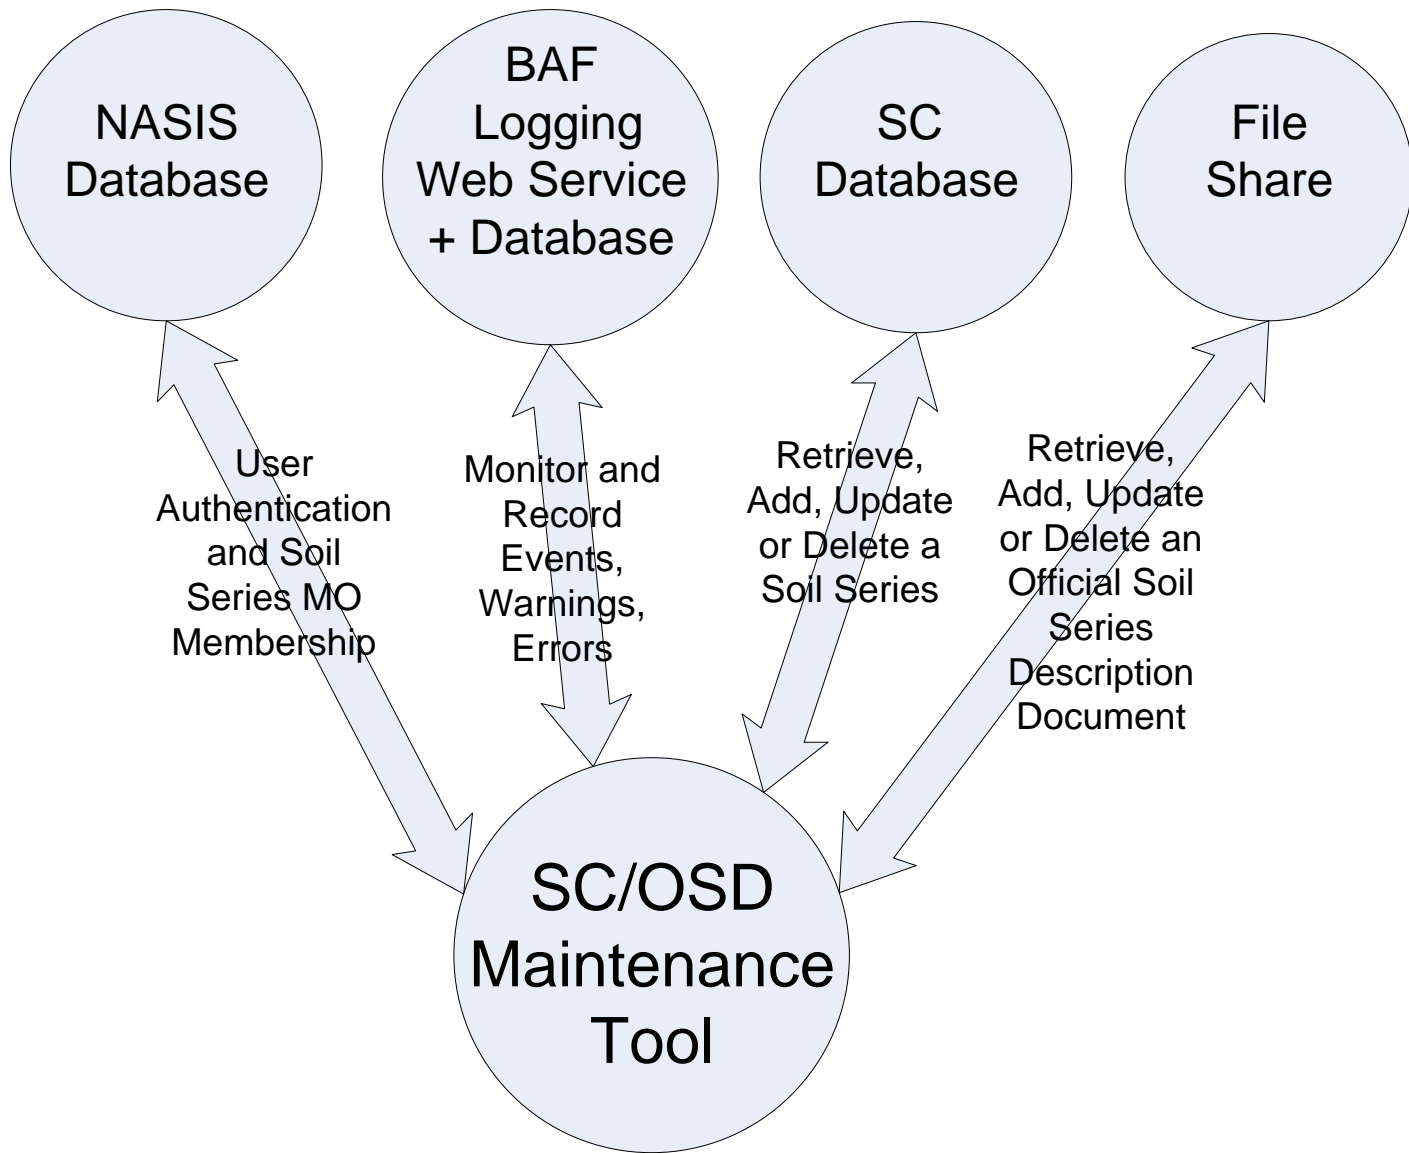 NASIS
Database
BAF
Logging
Web Service
+ Database
SC
Database
File
Share
User
Authentication
and Soil
Series MO
Membership
Monitor and
Record
Events,
Warnings,
Errors
Retrieve,
Add, Update
or Delete a
Soil Series
Retrieve,
Add, Update
or Delete an
Official Soil
Series
Description
Document
SC/OSD
Maintenance
Tool